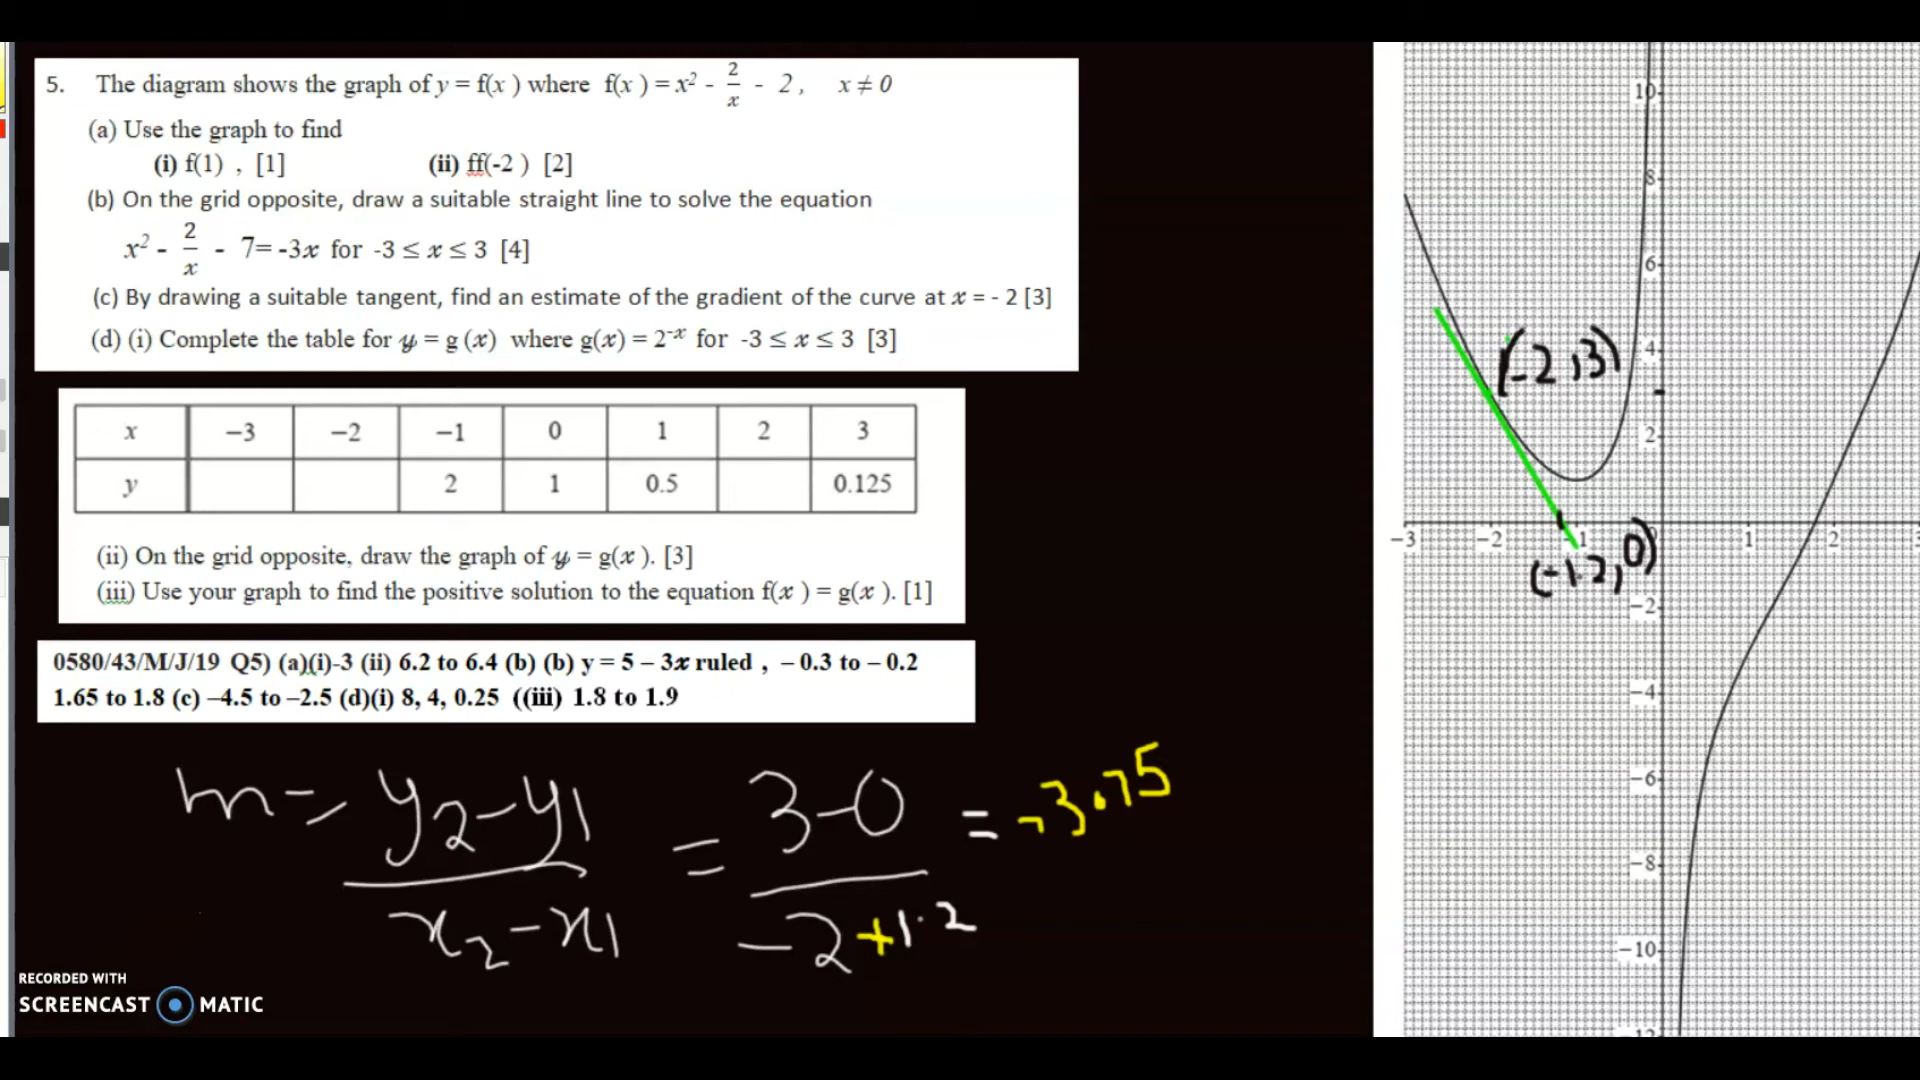 5. The diagram shows the graph of y = f(x ) where f(x ) = x² - 2/x - 2 , x ≠ 0
(a) Use the graph to find
(i) f(1) , [1] (ii) ff(-2 ) [2]
(b) On the grid opposite, draw a suitable straight line to solve the equation
x² - 2/x - 7= -3x for -3 ≤ x ≤ 3 [4]
(c) By drawing a suitable tangent, find an estimate of the gradient of the curve at x = - 2 [3]
(d) (i) Complete the table for y = g (x) where g(x) = 2⁻ˣ for -3 ≤ x ≤ 3 [3]
x −3 −2 −1 0 1 2 3
y 2 1 0.5 0.125
(ii) On the grid opposite, draw the graph of y = g(x ). [3]
(iii) Use your graph to find the positive solution to the equation f(x ) = g(x ). [1]
0580/43/M/J/19 Q5) (a)(i)-3 (ii) 6.2 to 6.4 (b) (b) y = 5 – 3x ruled , – 0.3 to – 0.2
1.65 to 1.8 (c) –4.5 to –2.5 (d)(i) 8, 4, 0.25 ((iii) 1.8 to 1.9
m = y2-y1 / x2-x1 = 3-0 / -2+1.2 = -3.75
RECORDED WITH
SCREENCAST MATIC
10
8
6
(-2,3)
4
2
−3 −2 −1 0 1 2 3
(-1.2,0)
−2
−4
−6
−8
−10
−12